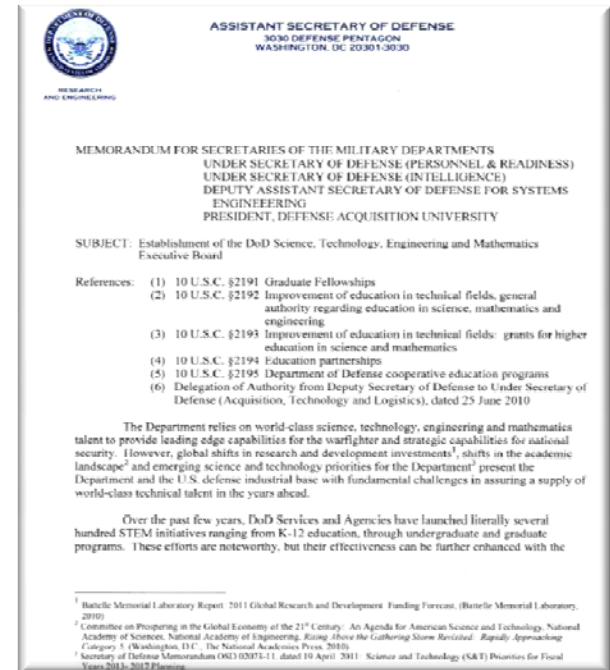 ASSISTANT SECRETARY OF DEFENSE
3030 DEFENSE PENTAGON
WASHINGTON, DC 20301-3030
RESEARCH
AND ENGINEERING
MEMORANDUM FOR SECRETARIES OF THE MILITARY DEPARTMENTS
UNDER SECRETARY OF DEFENSE (PERSONNEL & READINESS)
UNDER SECRETARY OF DEFENSE (INTELLIGENCE)
DEPUTY ASSISTANT SECRETARY OF DEFENSE FOR SYSTEMS
ENGINEERING
PRESIDENT, DEFENSE ACQUISITION UNIVERSITY
SUBJECT: Establishment of the DoD Science, Technology, Engineering and Mathematics
Executive Board
References: (1) 10 U.S.C. §2191 Graduate Fellowships
(2) 10 U.S.C. §2192 Improvement of education in technical fields, general
authority regarding education in science, mathematics and
engineering
(3) 10 U.S.C. §2193 Improvement of education in technical fields: grants for higher
education in science and mathematics
(4) 10 U.S.C. §2194 Education partnerships
(5) 10 U.S.C. §2195 Department of Defense cooperative education programs
(6) Delegation of Authority from Deputy Secretary of Defense to Under Secretary of
Defense (Acquisition, Technology and Logistics), dated 25 June 2010
The Department relies on world-class science, technology, engineering and mathematics
talent to provide leading edge capabilities for the warfighter and strategic capabilities for national
security. However, global shifts in research and development investments¹, shifts in the academic
landscape² and emerging science and technology priorities for the Department³ present the
Department and the U.S. defense industrial base with fundamental challenges in assuring a supply of
world-class technical talent in the years ahead.
Over the past few years, DoD Services and Agencies have launched literally several
hundred STEM initiatives ranging from K-12 education, through undergraduate and graduate
programs. These efforts are noteworthy, but their effectiveness can be further enhanced with the
¹ Battelle Memorial Laboratory Report: 2011 Global Research and Development Funding Forecast, (Battelle Memorial Laboratory,
2010)
² Committee on Prospering in the Global Economy of the 21st Century: An Agenda for American Science and Technology, National
Academy of Sciences, National Academy of Engineering, Rising Above the Gathering Storm Revisited: Rapidly Approaching
Category 5, (Washington, D.C., The National Academies Press, 2010)
³ Secretary of Defense Memorandum OSD 02073-11, dated 19 April 2011: Science and Technology (S&T) Priorities for Fiscal
Years 2013-2017 Planning